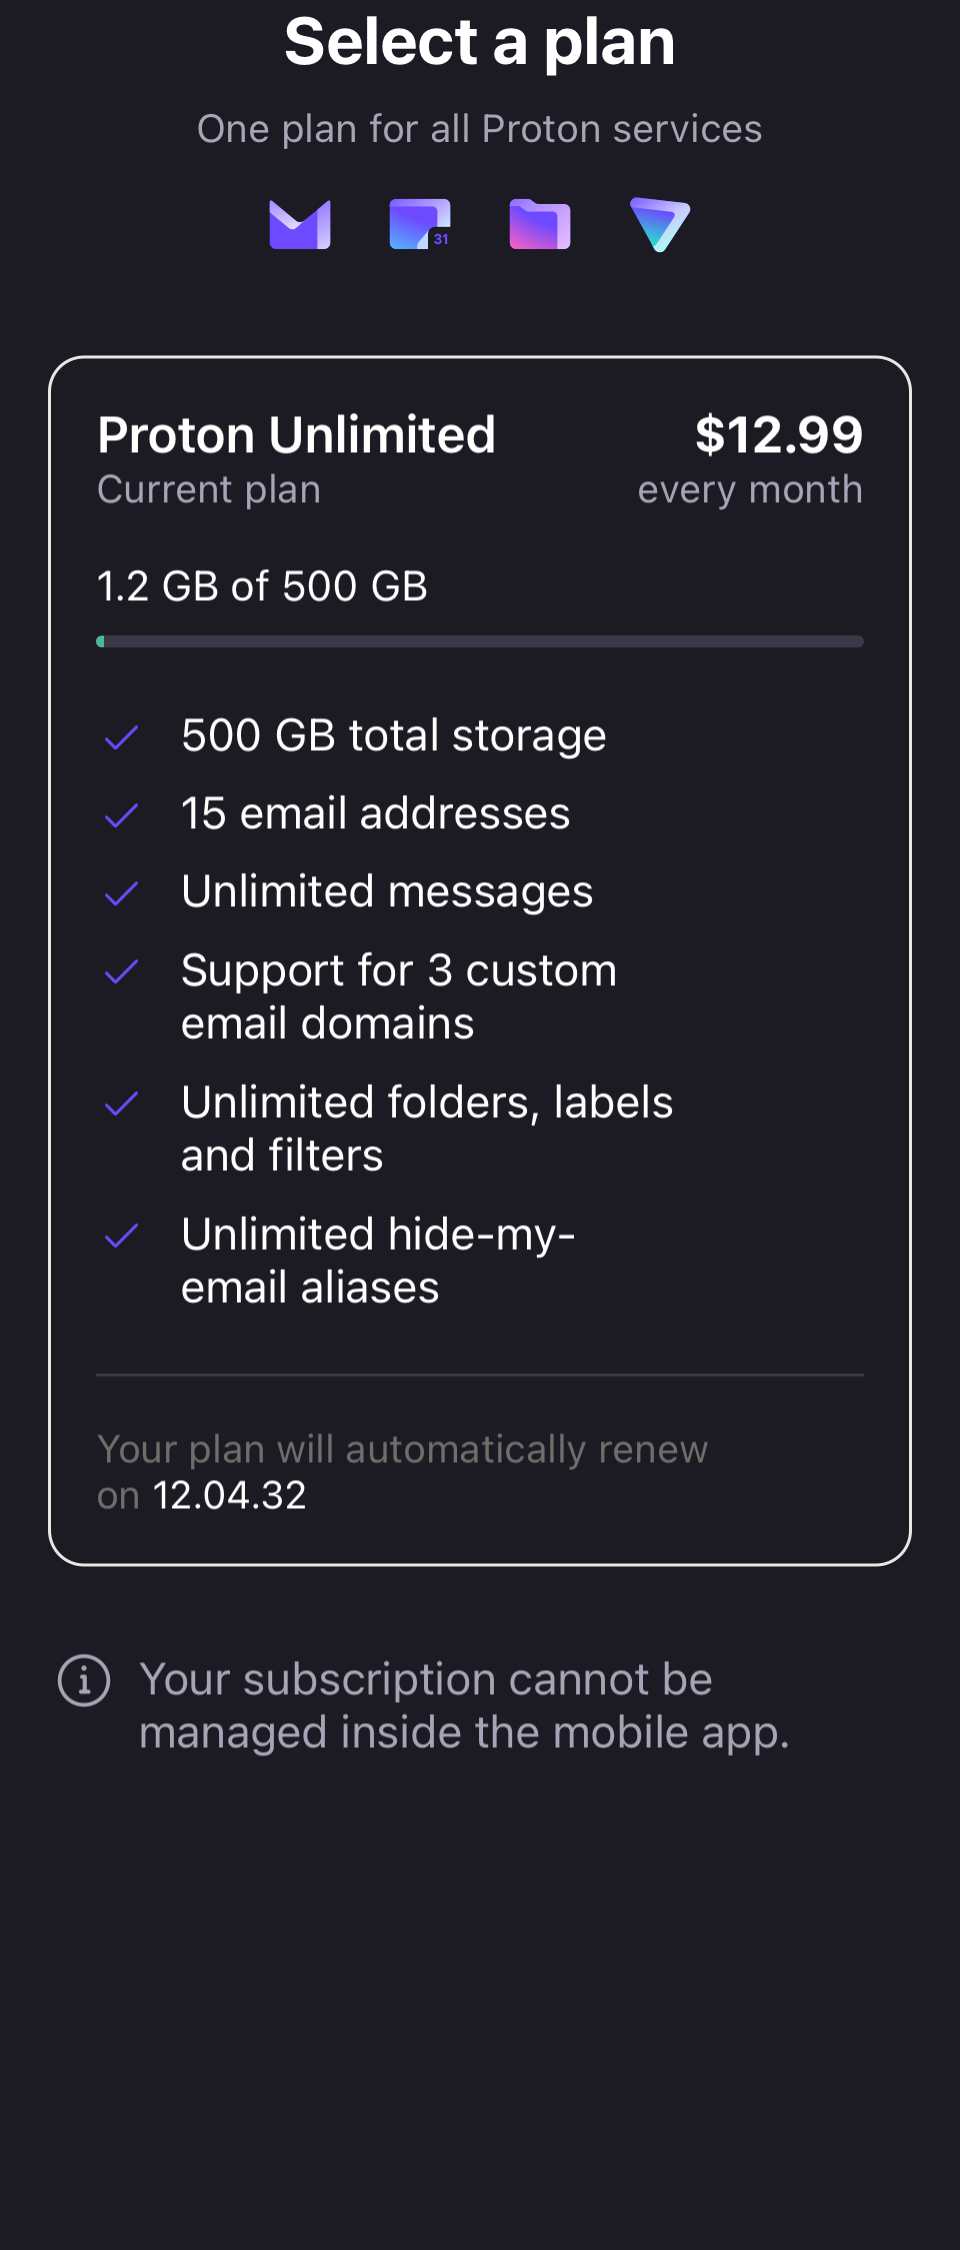 Select a plan
One plan for all Proton services
31
Proton Unlimited
$12.99
Current plan
every month
1.2 GB of 500 GB
500 GB total storage
15 email addresses
Unlimited messages
Support for 3 custom
email domains
Unlimited folders, labels
and filters
Unlimited hide-my-
email aliases
Your plan will automatically renew
on 12.04.32
Your subscription cannot be
managed inside the mobile app.